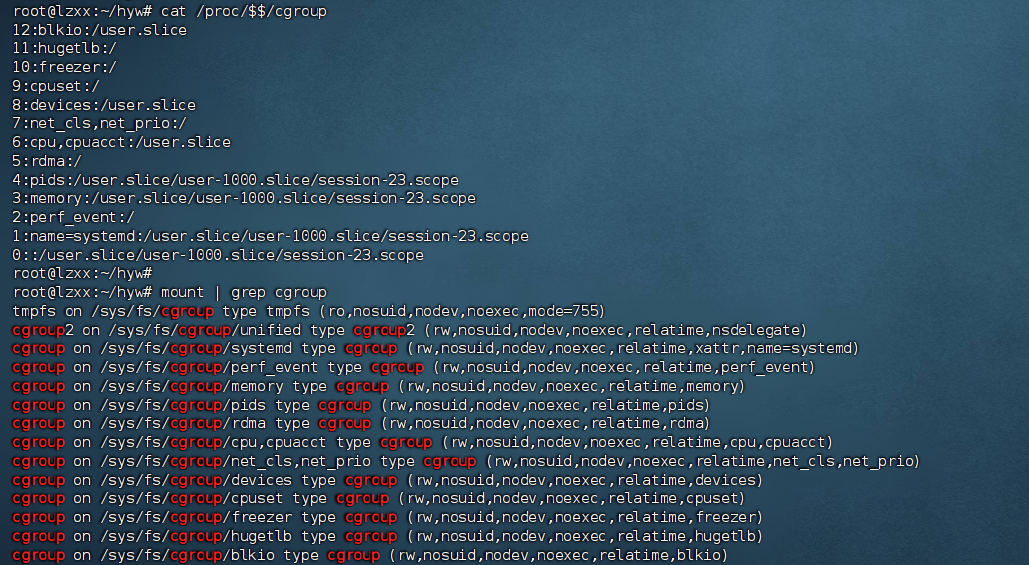 root@lzxx:~/hyw# cat /proc/$$/cgroup
12:blkio:/user.slice
11:hugetlb:/
10:freezer:/
9:cpuset:/
8:devices:/user.slice
7:net_cls,net_prio:/
6:cpu,cpuacct:/user.slice
5:rdma:/
4:pids:/user.slice/user-1000.slice/session-23.scope
3:memory:/user.slice/user-1000.slice/session-23.scope
2:perf_event:/
1:name=systemd:/user.slice/user-1000.slice/session-23.scope
0::/user.slice/user-1000.slice/session-23.scope
root@lzxx:~/hyw#
root@lzxx:~/hyw# mount | grep cgroup
tmpfs on /sys/fs/cgroup type tmpfs (ro,nosuid,nodev,noexec,mode=755)
cgroup2 on /sys/fs/cgroup/unified type cgroup2 (rw,nosuid,nodev,noexec,relatime,nsdelegate)
cgroup on /sys/fs/cgroup/systemd type cgroup (rw,nosuid,nodev,noexec,relatime,xattr,name=systemd)
cgroup on /sys/fs/cgroup/perf_event type cgroup (rw,nosuid,nodev,noexec,relatime,perf_event)
cgroup on /sys/fs/cgroup/memory type cgroup (rw,nosuid,nodev,noexec,relatime,memory)
cgroup on /sys/fs/cgroup/pids type cgroup (rw,nosuid,nodev,noexec,relatime,pids)
cgroup on /sys/fs/cgroup/rdma type cgroup (rw,nosuid,nodev,noexec,relatime,rdma)
cgroup on /sys/fs/cgroup/cpu,cpuacct type cgroup (rw,nosuid,nodev,noexec,relatime,cpu,cpuacct)
cgroup on /sys/fs/cgroup/net_cls,net_prio type cgroup (rw,nosuid,nodev,noexec,relatime,net_cls,net_prio)
cgroup on /sys/fs/cgroup/devices type cgroup (rw,nosuid,nodev,noexec,relatime,devices)
cgroup on /sys/fs/cgroup/cpuset type cgroup (rw,nosuid,nodev,noexec,relatime,cpuset)
cgroup on /sys/fs/cgroup/freezer type cgroup (rw,nosuid,nodev,noexec,relatime,freezer)
cgroup on /sys/fs/cgroup/hugetlb type cgroup (rw,nosuid,nodev,noexec,relatime,hugetlb)
cgroup on /sys/fs/cgroup/blkio type cgroup (rw,nosuid,nodev,noexec,relatime,blkio)